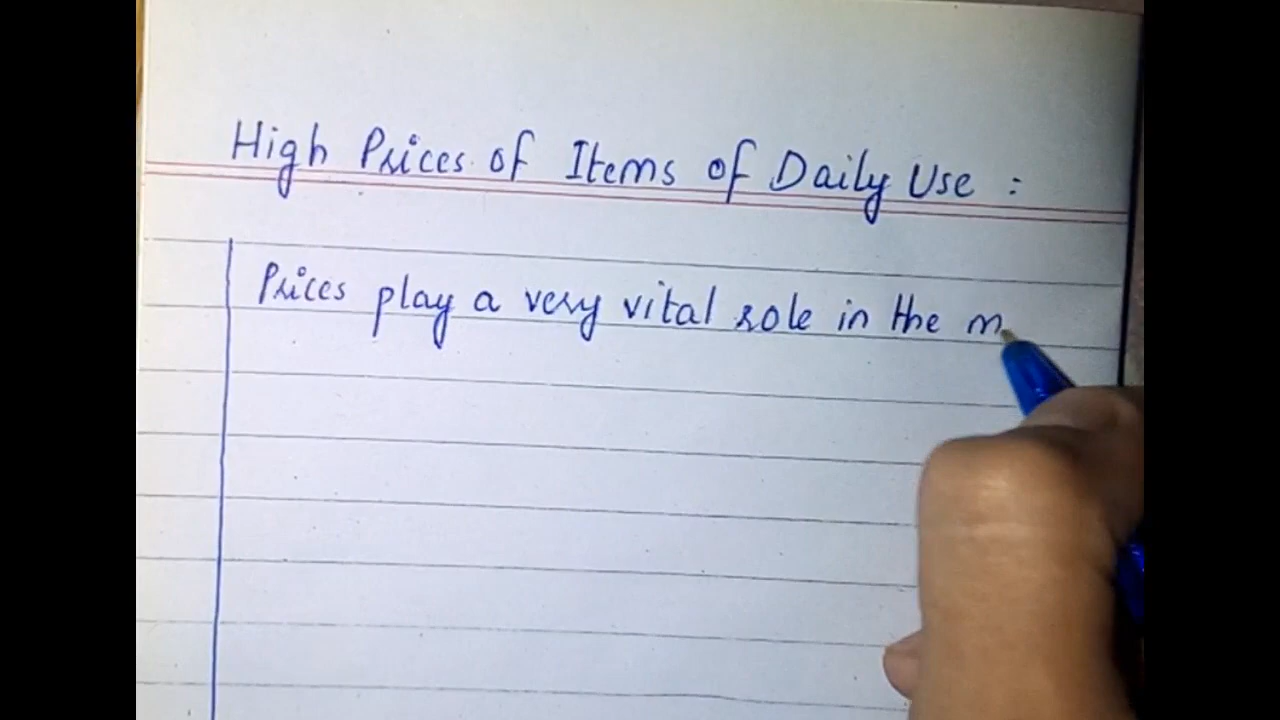 High Prices of Items of Daily Use :
Prices play a very vital role in the m